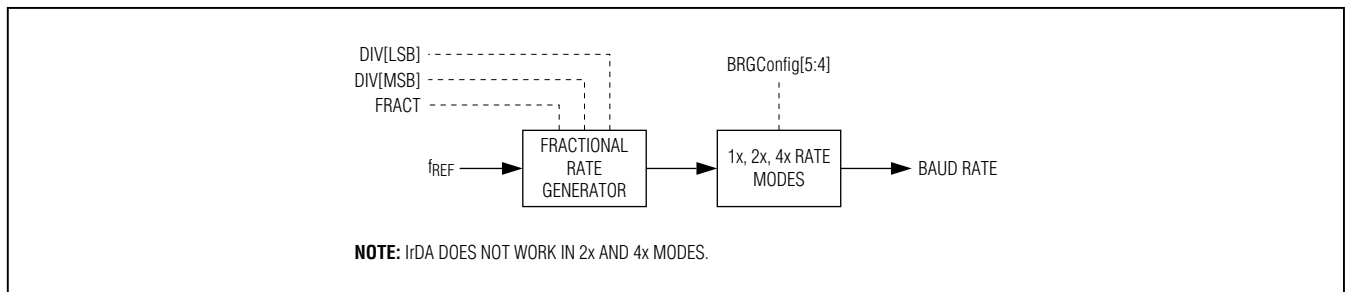 DIV[LSB]
DIV[MSB]
FRACT
BRGConfig[5:4]
fREF
FRACTIONAL
RATE
GENERATOR
1x, 2x, 4x RATE
MODES
BAUD RATE
NOTE: IrDA DOES NOT WORK IN 2x AND 4x MODES.